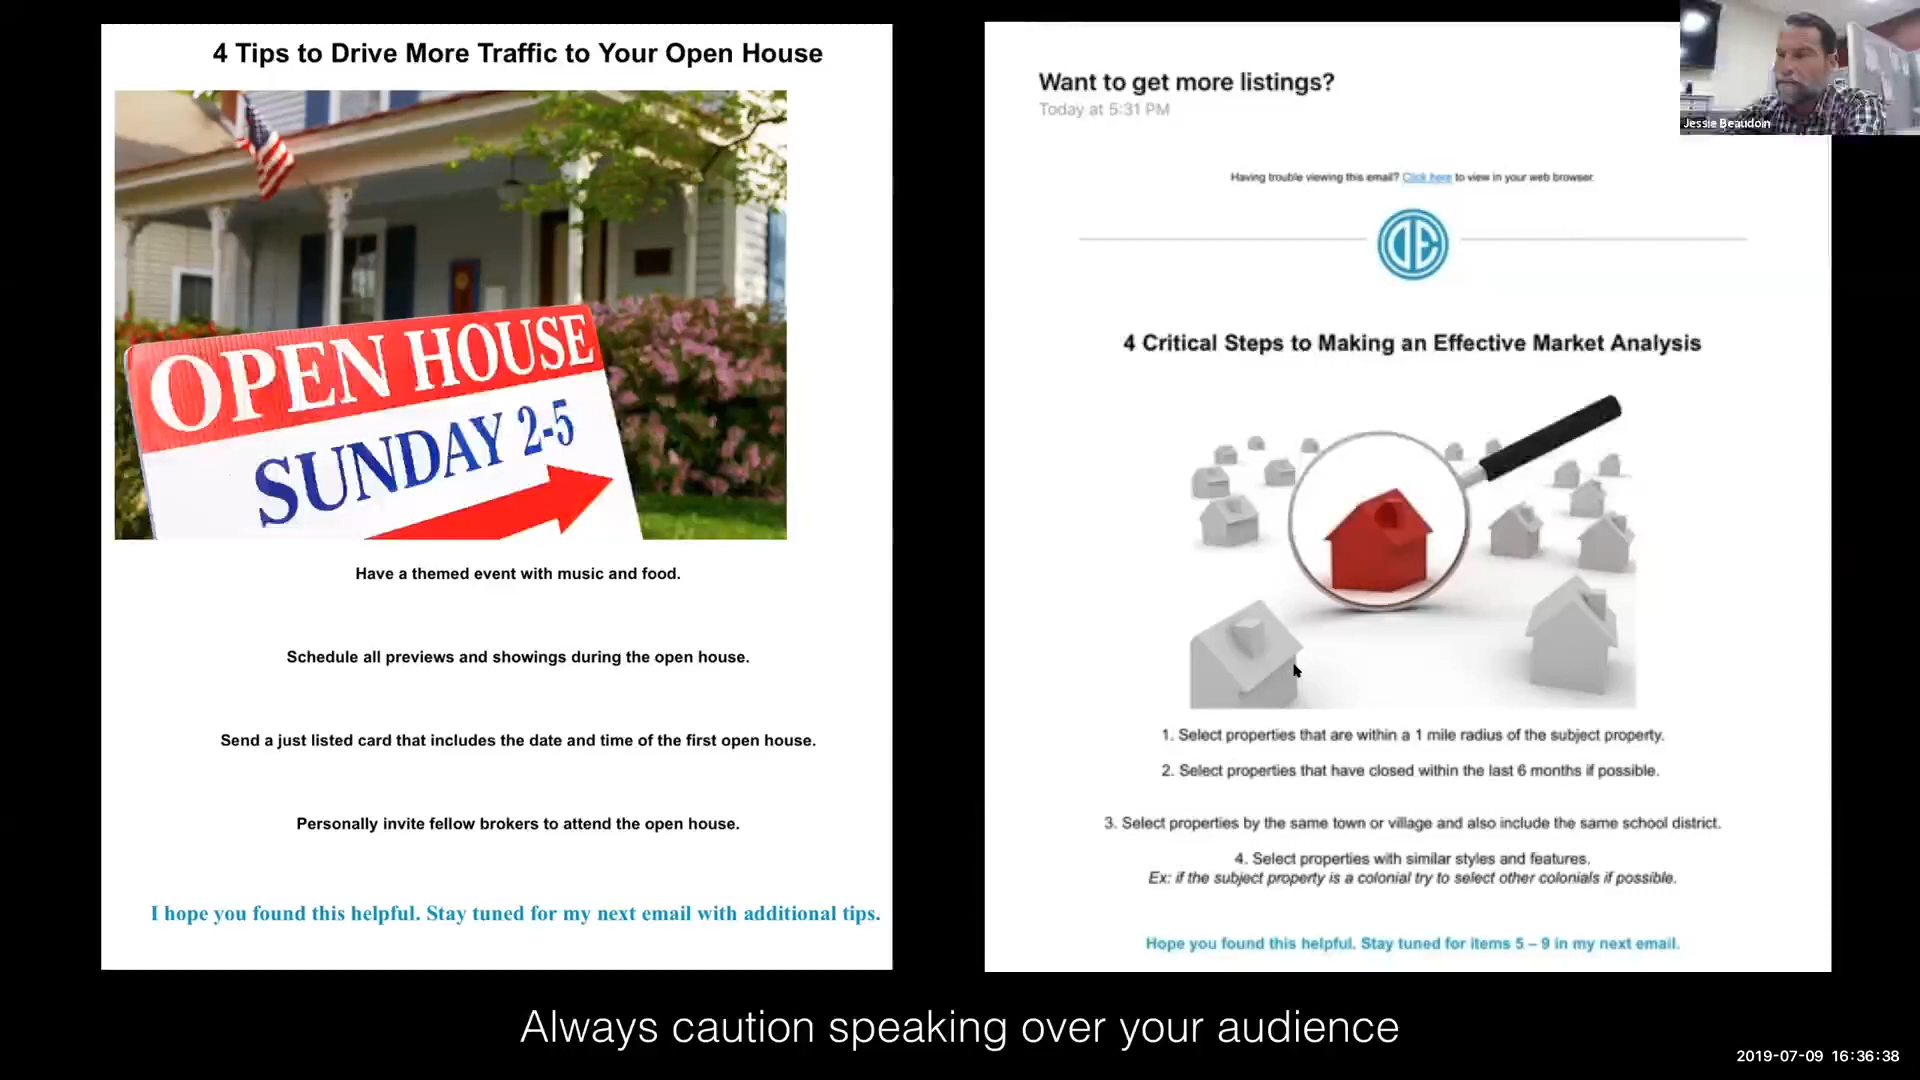 4 Tips to Drive More Traffic to Your Open House
OPEN HOUSE
SUNDAY 2-5
Have a themed event with music and food.
Schedule all previews and showings during the open house.
Send a just listed card that includes the date and time of the first open house.
Personally invite fellow brokers to attend the open house.
I hope you found this helpful. Stay tuned for my next email with additional tips.
Want to get more listings?
Today at 5:31 PM
Having trouble viewing this email? Click here to view in your web browser.
DE
4 Critical Steps to Making an Effective Market Analysis
1. Select properties that are within a 1 mile radius of the subject property.
2. Select properties that have closed within the last 6 months if possible.
3. Select properties by the same town or village and also include the same school district.
4. Select properties with similar styles and features.
Ex: if the subject property is a colonial try to select other colonials if possible.
Hope you found this helpful. Stay tuned for items 5 – 9 in my next email.
Jessie Beaudoin
Always caution speaking over your audience
2019-07-09 16:36:38